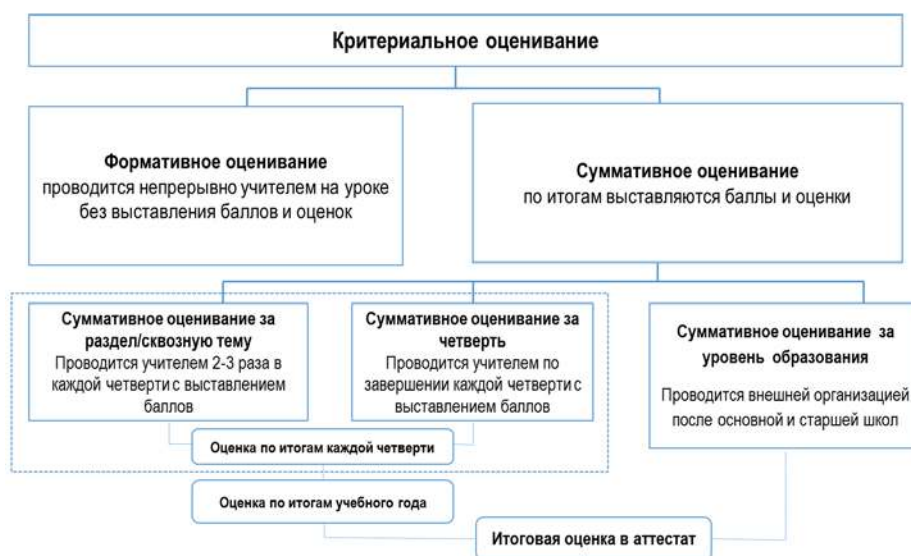 Критериальное оценивание
Формативное оценивание
проводится непрерывно учителем на уроке
без выставления баллов и оценок
Суммативное оценивание
по итогам выставляются баллы и оценки
Суммативное оценивание за
раздел/сквозную тему
Проводится учителем 2-3 раза в
каждой четверти с выставлением
баллов
Суммативное оценивание за
четверть
Проводится учителем по
завершении каждой четверти с
выставлением баллов
Суммативное оценивание за
уровень образования
Проводится внешней организацией
после основной и старшей школ
Оценка по итогам каждой четверти
Оценка по итогам учебного года
Итоговая оценка в аттестат